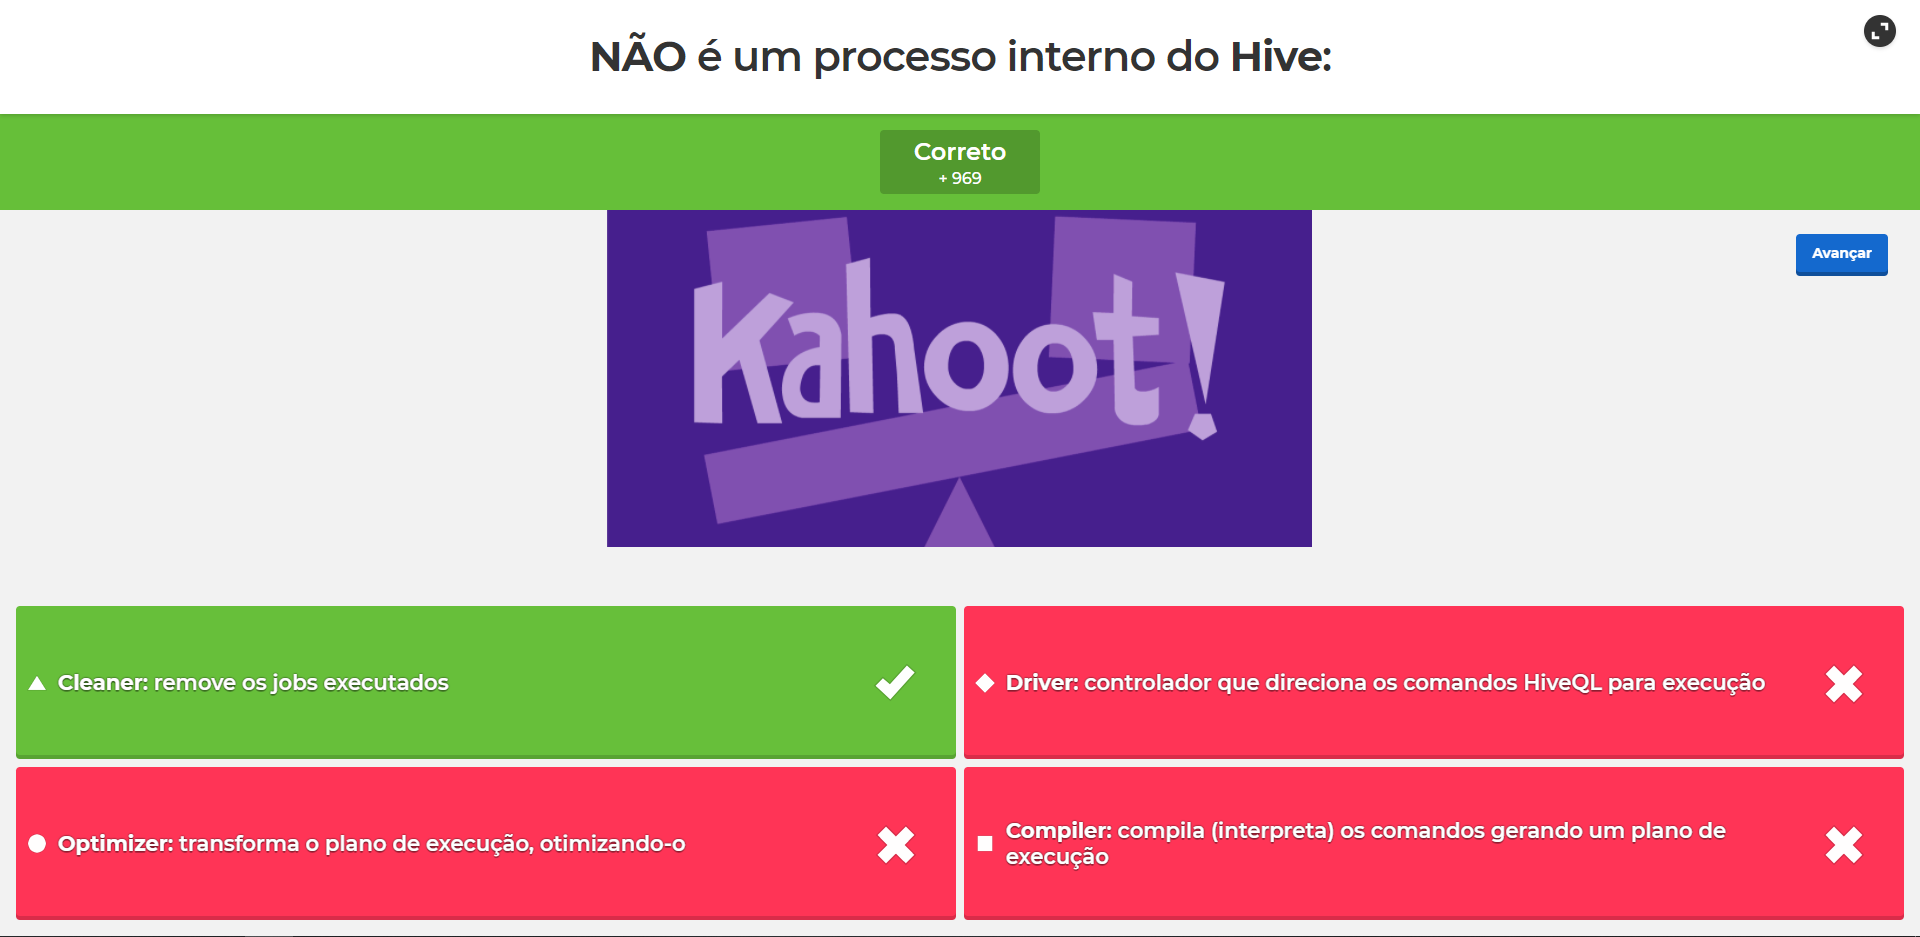 NÃO é um processo interno do Hive:
Correto
+ 969
Kahoot!
Avançar
Cleaner: remove os jobs executados
Driver: controlador que direciona os comandos HiveQL para execução
Optimizer: transforma o plano de execução, otimizando-o
Compiler: compila (interpreta) os comandos gerando um plano de
execução